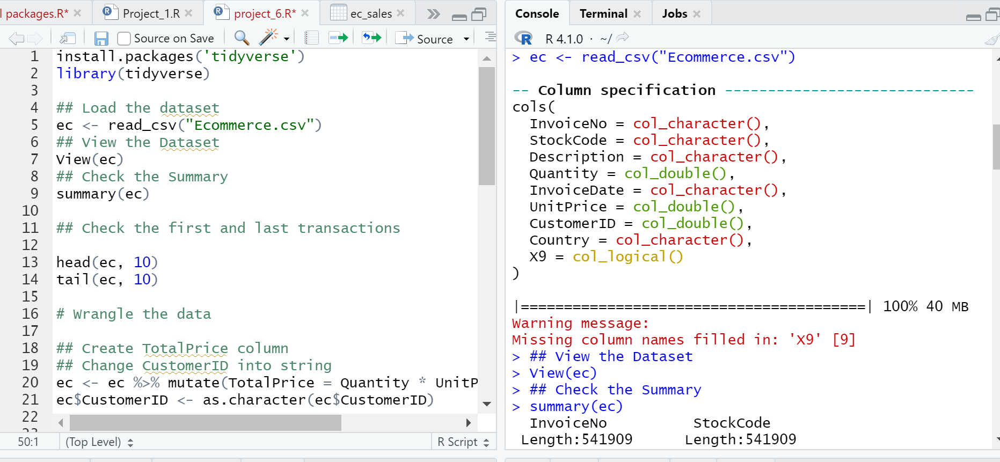 l packages.R*
Project_1.R
project_6.R*
ec_sales
Source on Save
Source
1 install.packages('tidyverse')
2 library(tidyverse)
3
4 ## Load the dataset
5 ec <- read_csv("Ecommerce.csv")
6 ## View the Dataset
7 View(ec)
8 ## Check the Summary
9 summary(ec)
10
11 ## Check the first and last transactions
12
13 head(ec, 10)
14 tail(ec, 10)
15
16 # Wrangle the data
17
18 ## Create TotalPrice column
19 ## Change CustomerID into string
20 ec <- ec %>% mutate(TotalPrice = Quantity * UnitP
21 ec$CustomerID <- as.character(ec$CustomerID)
22
50:1 (Top Level) R Script
Console Terminal Jobs
R R 4.1.0 · ~/
> ec <- read_csv("Ecommerce.csv")
-- Column specification -----------------------------
cols(
InvoiceNo = col_character(),
StockCode = col_character(),
Description = col_character(),
Quantity = col_double(),
InvoiceDate = col_character(),
UnitPrice = col_double(),
CustomerID = col_double(),
Country = col_character(),
X9 = col_logical()
)
|========================================| 100% 40 MB
Warning message:
Missing column names filled in: 'X9' [9]
> ## View the Dataset
> View(ec)
> ## Check the Summary
> summary(ec)
InvoiceNo StockCode
Length:541909 Length:541909